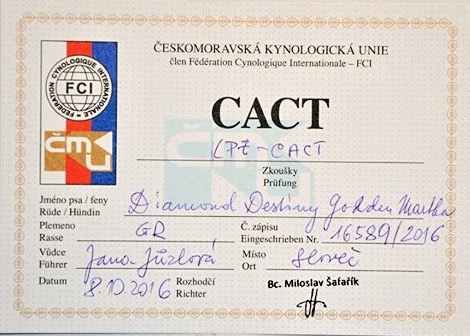 ČESKOMORAVSKÁ KYNOLOGICKÁ UNIE
člen Fédération Cynologique Internationale – FCI
FÉDÉRATION CYNOLOGIQUE INTERNATIONALE
FCI
ČMKU
CACT
LPZ-CACT
Zkoušky
Prüfung
Jméno psa / feny
Rüde / Hündin
Diamond Destiny Golden Martha
Plemeno
Rasse
GR
Č. zápisu
Eingeschrieben Nr.
16589/2016
Vůdce
Führer
Jana Jůzlová
Místo
Ort
Sloveč
Datum
8.10 2016
Rozhodčí
Richter
Bc. Miloslav Šafařík